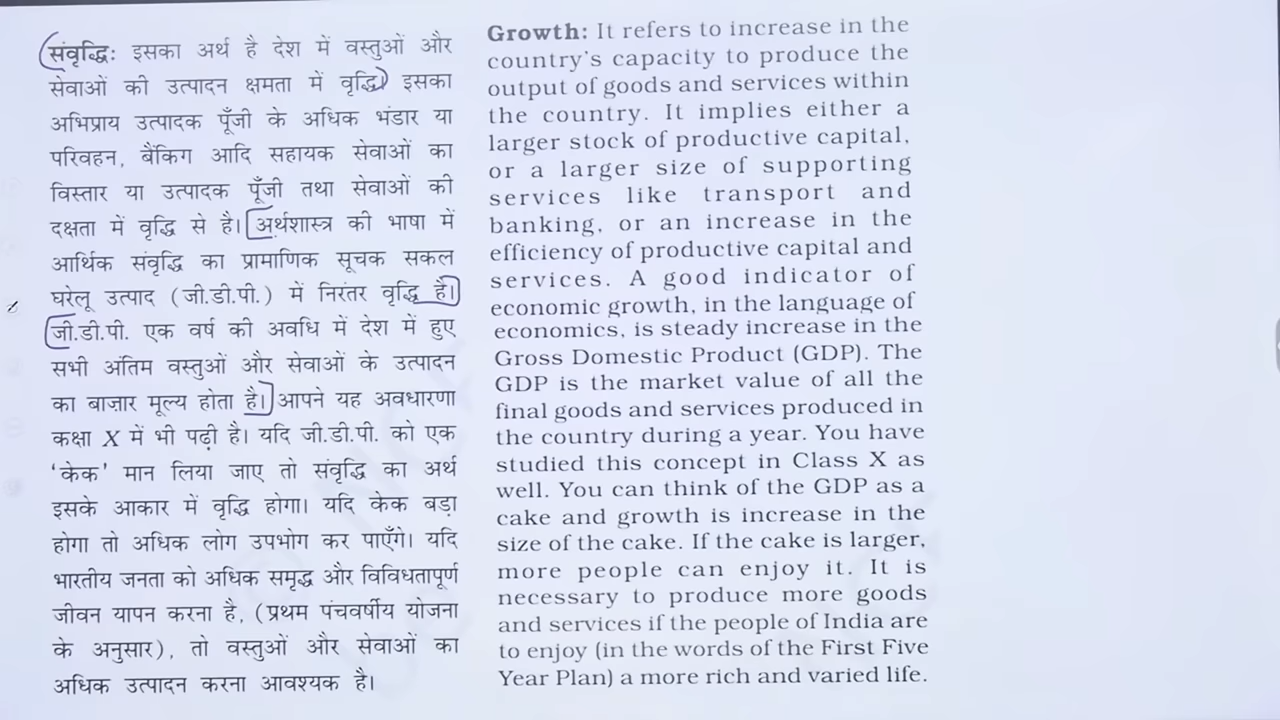 संवृद्धि: इसका अर्थ है देश में वस्तुओं और
सेवाओं की उत्पादन क्षमता में वृद्धि। इसका
अभिप्राय उत्पादक पूँजी के अधिक भंडार या
परिवहन, बैंकिग आदि सहायक सेवाओं का
विस्तार या उत्पादक पूँजी तथा सेवाओं की
दक्षता में वृद्धि से है। अर्थशास्त्र की भाषा में
आर्थिक संवृद्धि का प्रामाणिक सूचक सकल
घरेलू उत्पाद (जी.डी.पी.) में निरंतर वृद्धि है।
जी.डी.पी. एक वर्ष की अवधि में देश में हुए
सभी अंतिम वस्तुओं और सेवाओं के उत्पादन
का बाजार मूल्य होता है। आपने यह अवधारणा
कक्षा X में भी पढ़ी है। यदि जी.डी.पी. को एक
‘केक’ मान लिया जाए तो संवृद्धि का अर्थ
इसके आकार में वृद्धि होगा। यदि केक बड़ा
होगा तो अधिक लोग उपभोग कर पाएँगे। यदि
भारतीय जनता को अधिक समृद्ध और विविधतापूर्ण
जीवन यापन करना है, (प्रथम पंचवर्षीय योजना
के अनुसार), तो वस्तुओं और सेवाओं का
अधिक उत्पादन करना आवश्यक है।
Growth: It refers to increase in the
country's capacity to produce the
output of goods and services within
the country. It implies either a
larger stock of productive capital,
or a larger size of supporting
services like transport and
banking, or an increase in the
efficiency of productive capital and
services. A good indicator of
economic growth, in the language of
economics, is steady increase in the
Gross Domestic Product (GDP). The
GDP is the market value of all the
final goods and services produced in
the country during a year. You have
studied this concept in Class X as
well. You can think of the GDP as a
cake and growth is increase in the
size of the cake. If the cake is larger,
more people can enjoy it. It is
necessary to produce more goods
and services if the people of India are
to enjoy (in the words of the First Five
Year Plan) a more rich and varied life.